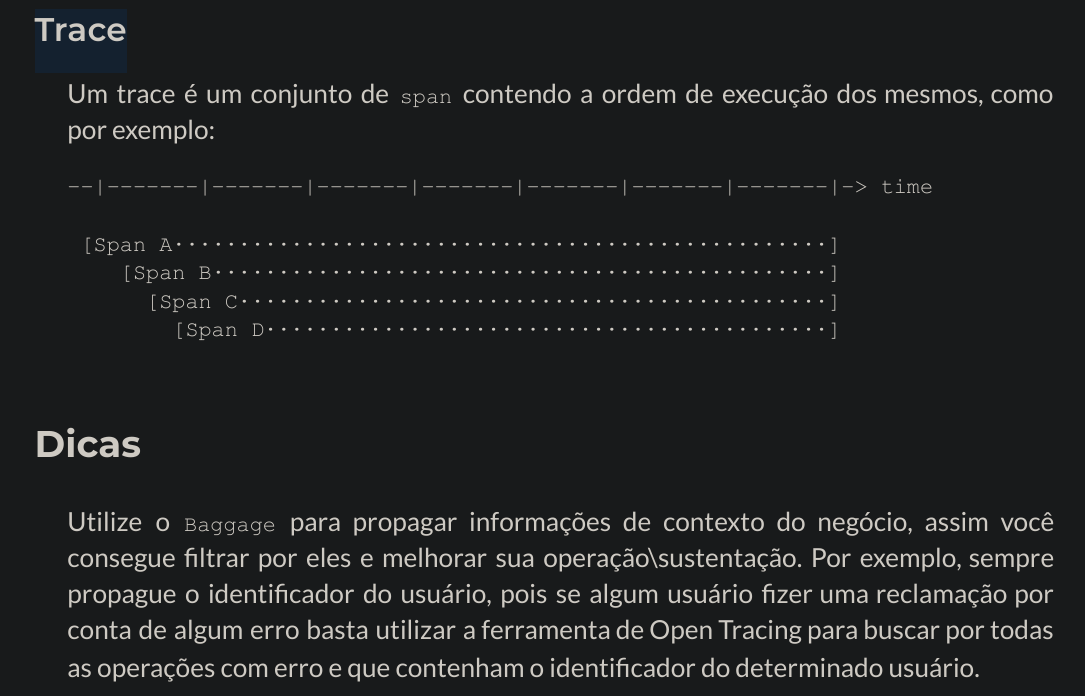 Trace
Um trace é um conjunto de span contendo a ordem de execução dos mesmos, como
por exemplo:
--|-------|-------|-------|-------|-------|-------|-------|-> time
[Span A··················································]
[Span B···············································]
[Span C·············································]
[Span D···········································]
Dicas
Utilize o Baggage para propagar informações de contexto do negócio, assim você
consegue filtrar por eles e melhorar sua operação\sustentação. Por exemplo, sempre
propague o identificador do usuário, pois se algum usuário fizer uma reclamação por
conta de algum erro basta utilizar a ferramenta de Open Tracing para buscar por todas
as operações com erro e que contenham o identificador do determinado usuário.